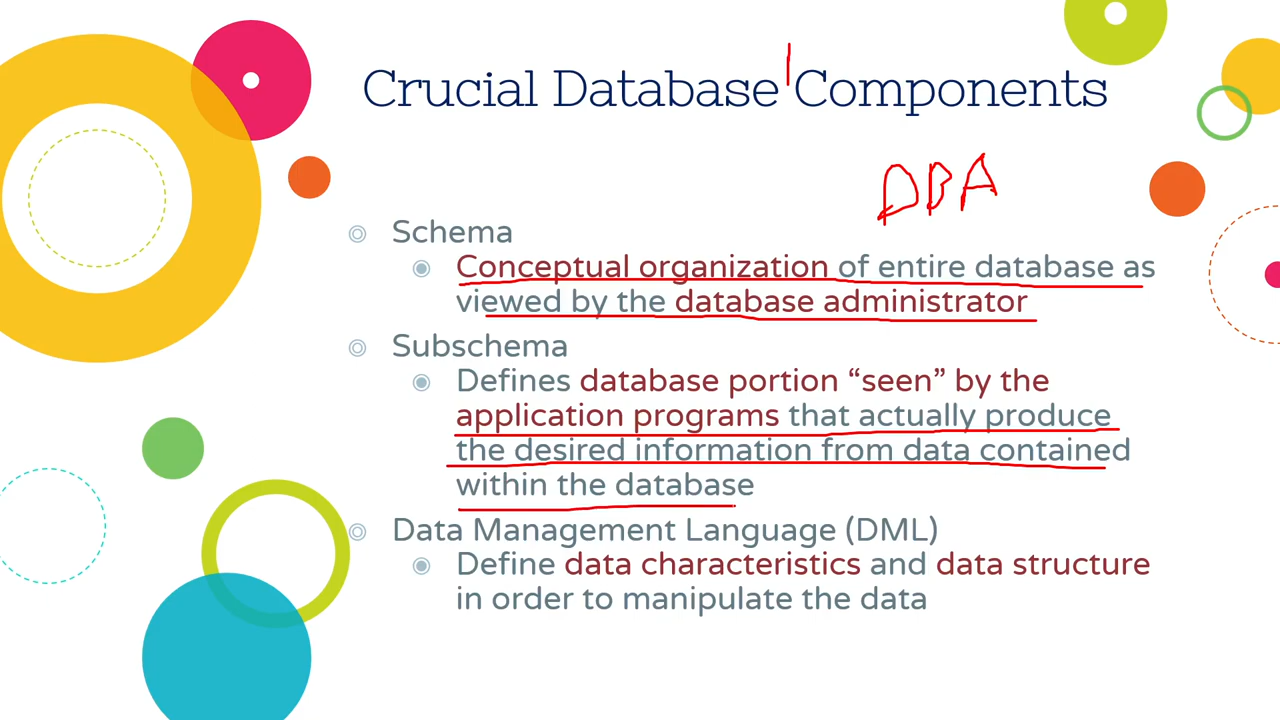 Crucial Database Components
DBA
Schema
Conceptual organization of entire database as
viewed by the database administrator
Subschema
Defines database portion “seen” by the
application programs that actually produce
the desired information from data contained
within the database
Data Management Language (DML)
Define data characteristics and data structure
in order to manipulate the data